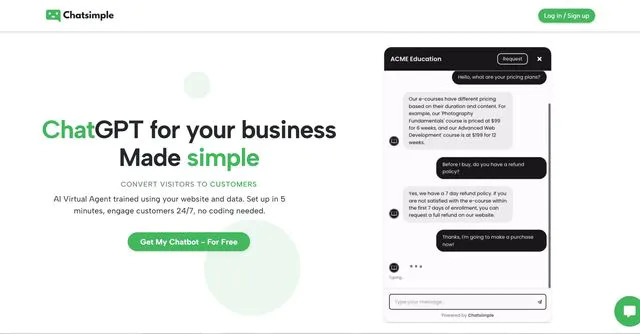 Chatsimple
Log in / Sign up
ChatGPT for your business
Made simple
CONVERT VISITORS TO CUSTOMERS
AI Virtual Agent trained using your website and data. Set up in 5
minutes, engage customers 24/7, no coding needed.
Get My Chatbot - For Free
ACME Education
Request
Hello, what are your pricing plans?
Our e-courses have different pricing
based on their duration and content. For
example, our 'Photography
Fundamentals' course is priced at $99
for 6 weeks, and our Advanced Web
Development' course is at $199 for 12
weeks.
Before I buy, do you have a refund
policy?
Yes, we have a 7 day refund policy. if you
are not satisfied with the e-course within
the first 7 days of enrollment, you can
request a full refund on our website.
Thanks, I'm going to make a purchase
now!
Typing...
Type your message...
Powered by Chatsimple